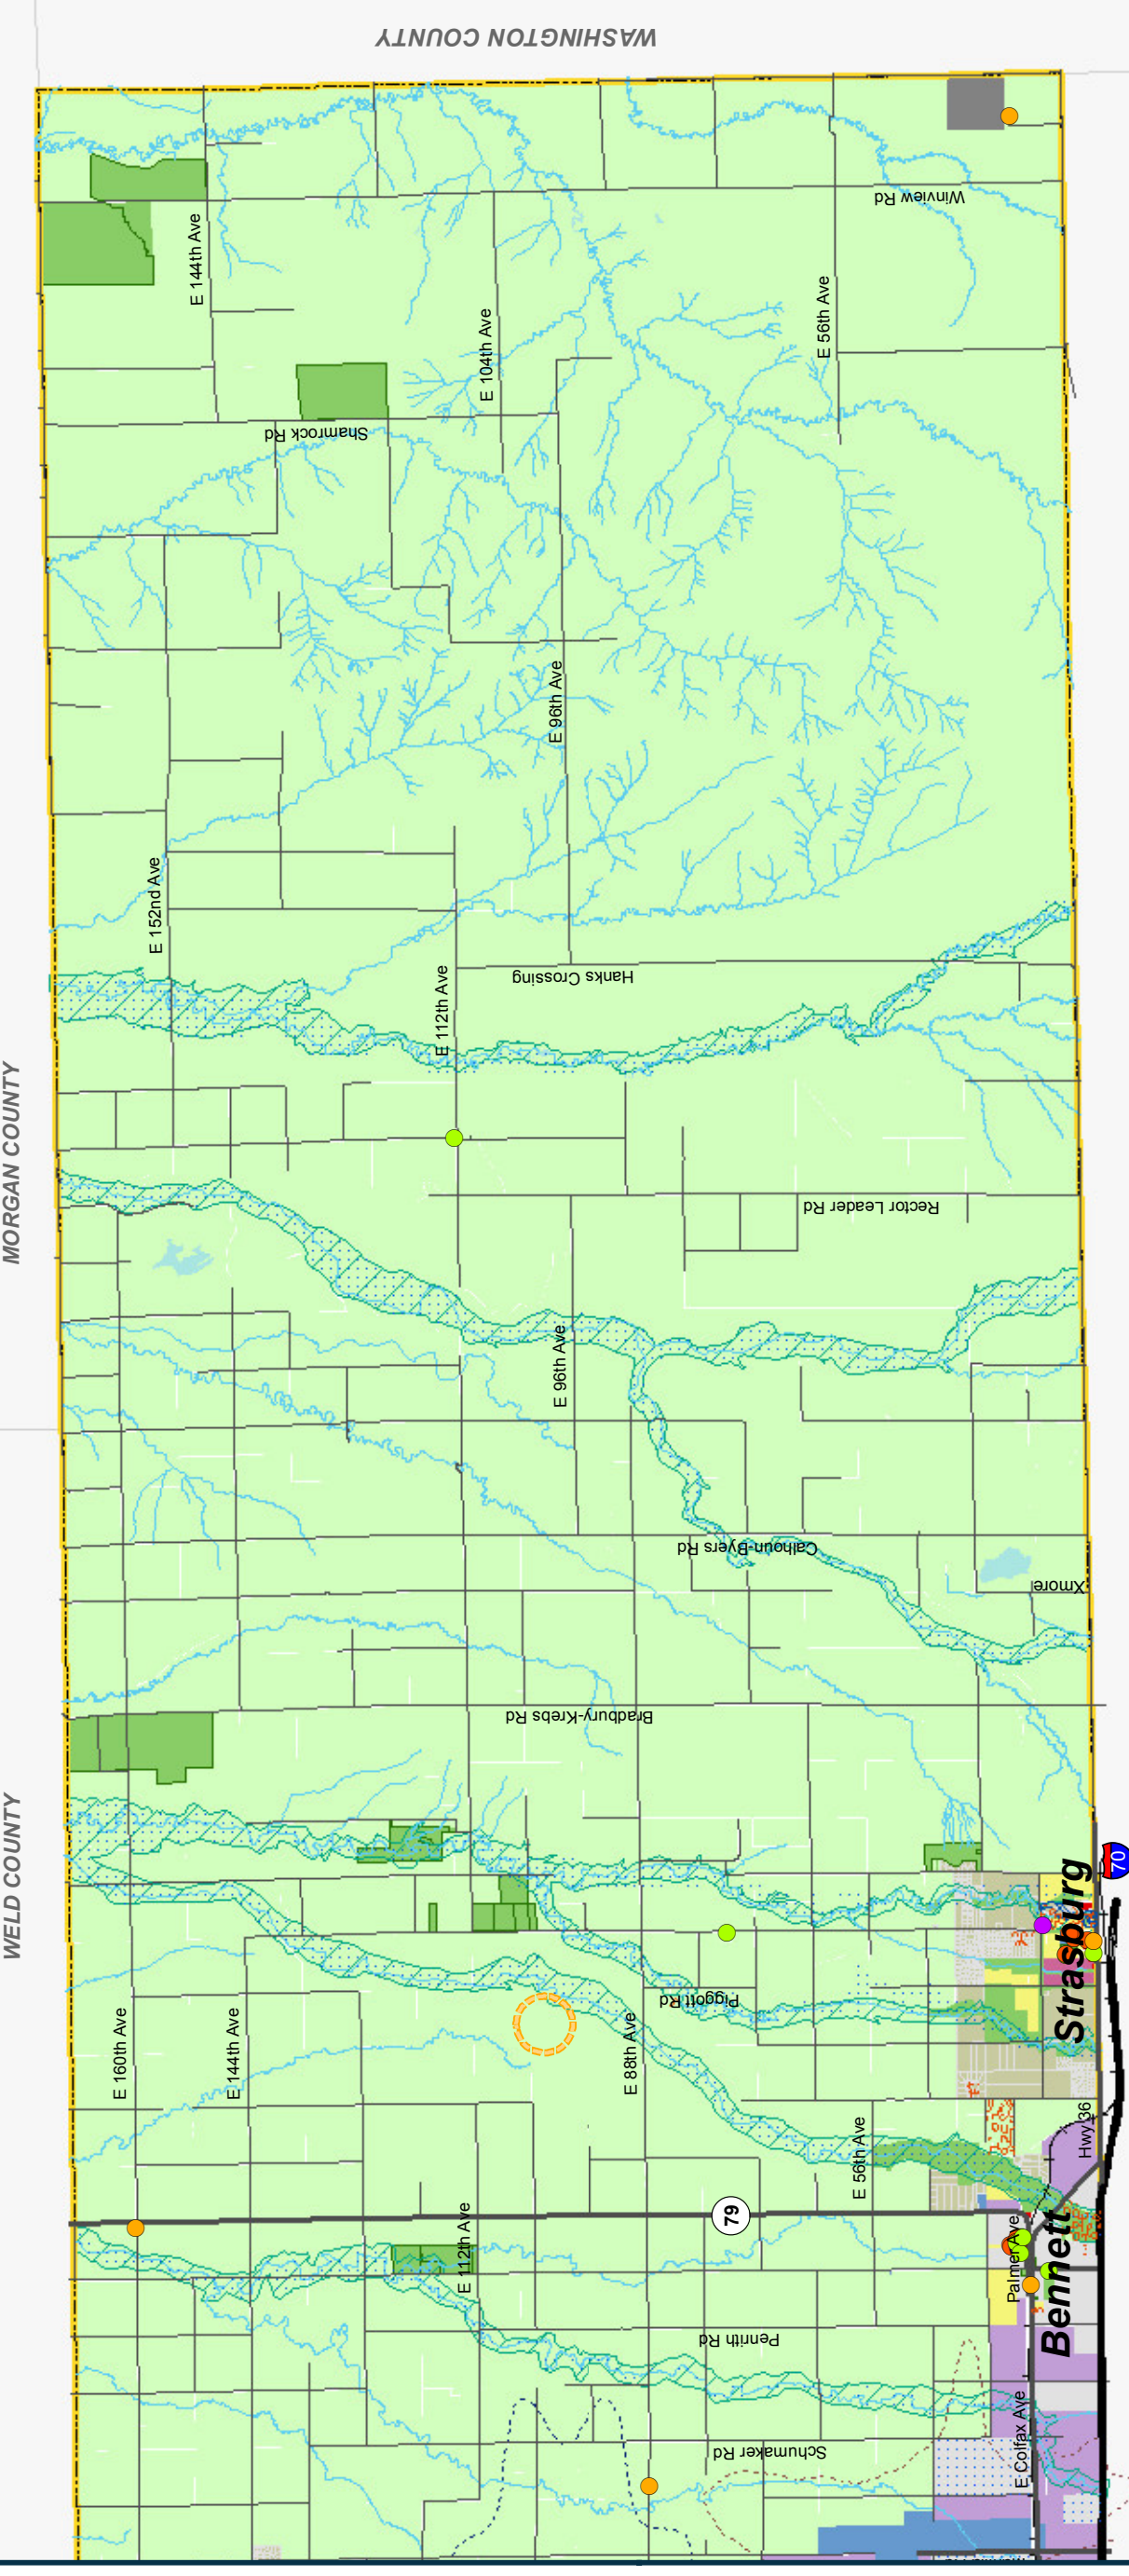 WASHINGTON COUNTY
Winview Rd
E 144th Ave
E 56th Ave
E 104th Ave
Shamrock Rd
E 96th Ave
E 152nd Ave
E 112th Ave
Hanks Crossing
MORGAN COUNTY
Rector Leader Rd
E 96th Ave
Calhoun-Byers Rd
Xmore
Bradbury-Krebs Rd
WELD COUNTY
70
Strasburg
Piggott Rd
E 160th Ave
E 144th Ave
E 88th Ave
Hwy 36
E 56th Ave
79
E 112th Ave
Palmer Ave
Bennett
Penrith Rd
Schumaker Rd
E Colfax Ave